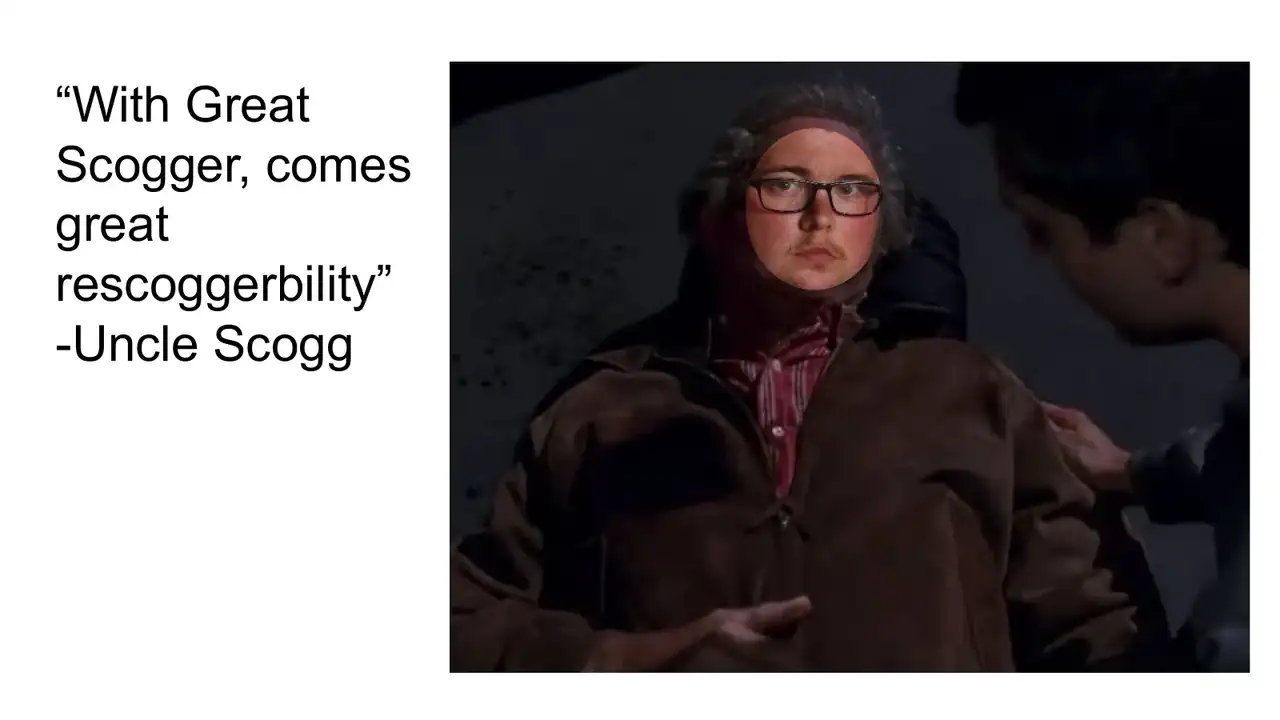 “With Great
Scogger, comes
great
rescoggerbility”
-Uncle Scogg